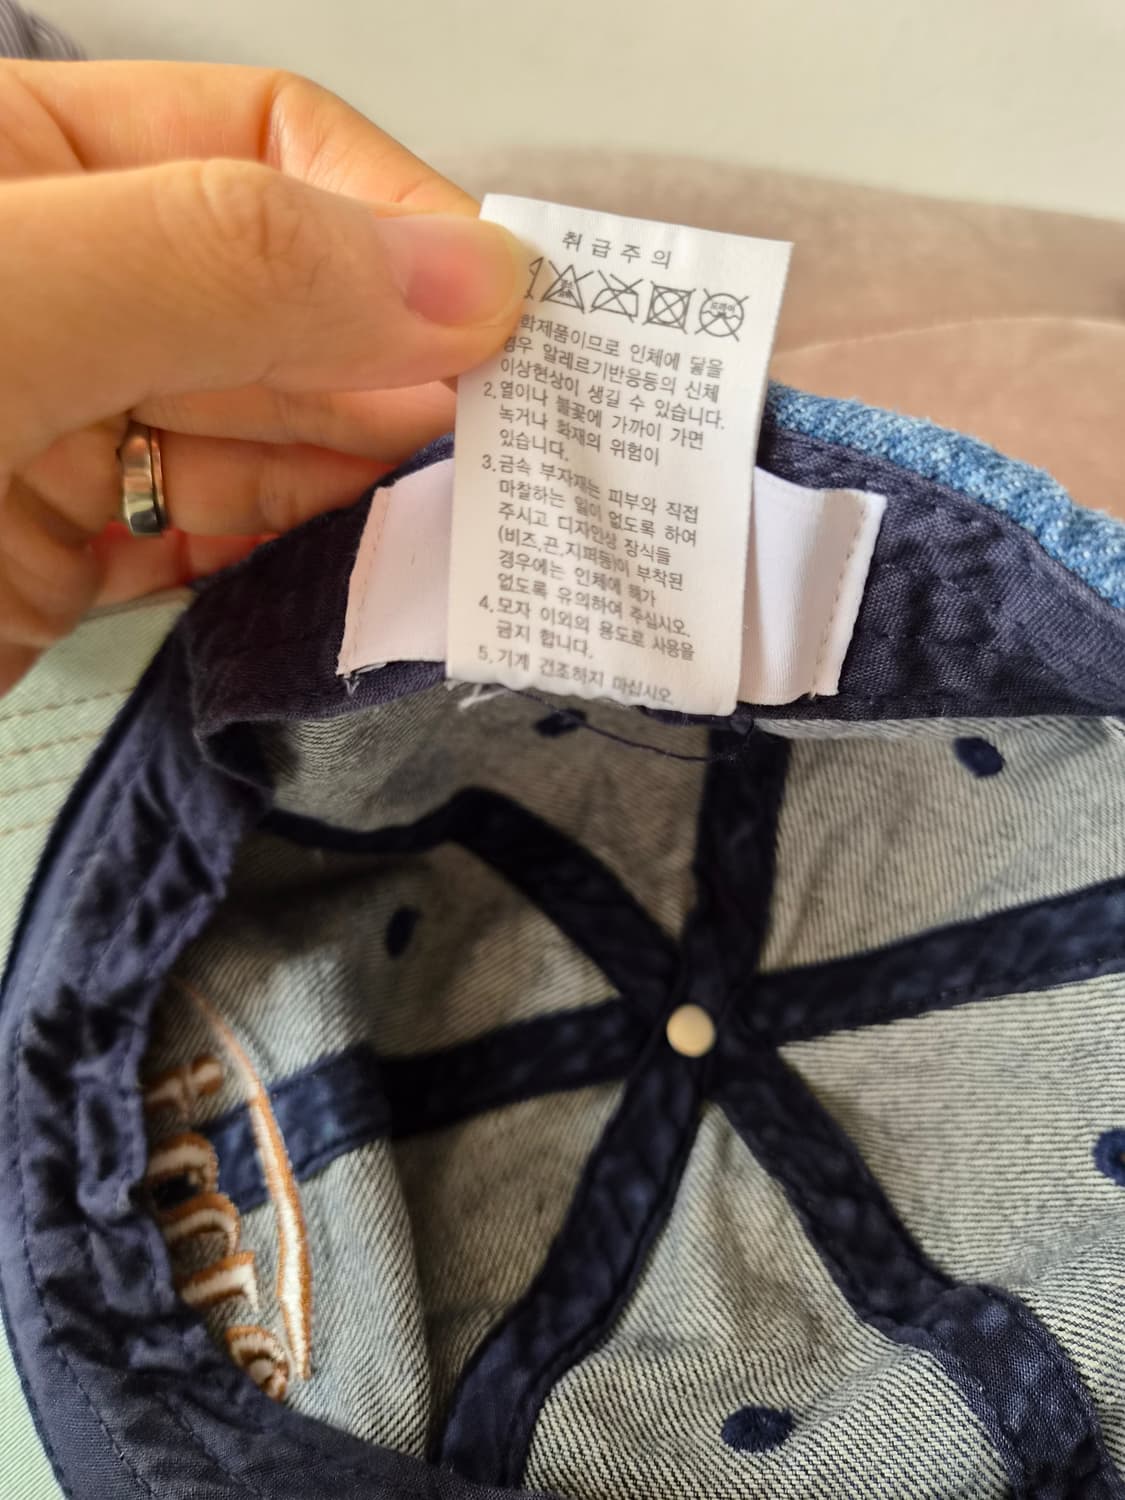 취급주의
드라이
학제품이므로 인체에 닿을
경우 알레르기반응등의 신체
이상현상이 생길 수 있습니다.
2. 열이나 불꽃에 가까이 가면
녹거나 화재의 위험이
있습니다.
3. 금속 부자재는 피부와 직접
마찰하는 일이 없도록 하여
주시고 디자인상 장식들
(비즈,끈,지퍼등)이 부착된
경우에는 인체에 해가
없도록 유의하여 주십시오.
4. 모자 이외의 용도로 사용을
금지 합니다.
5. 기계 건조하지 마십시오